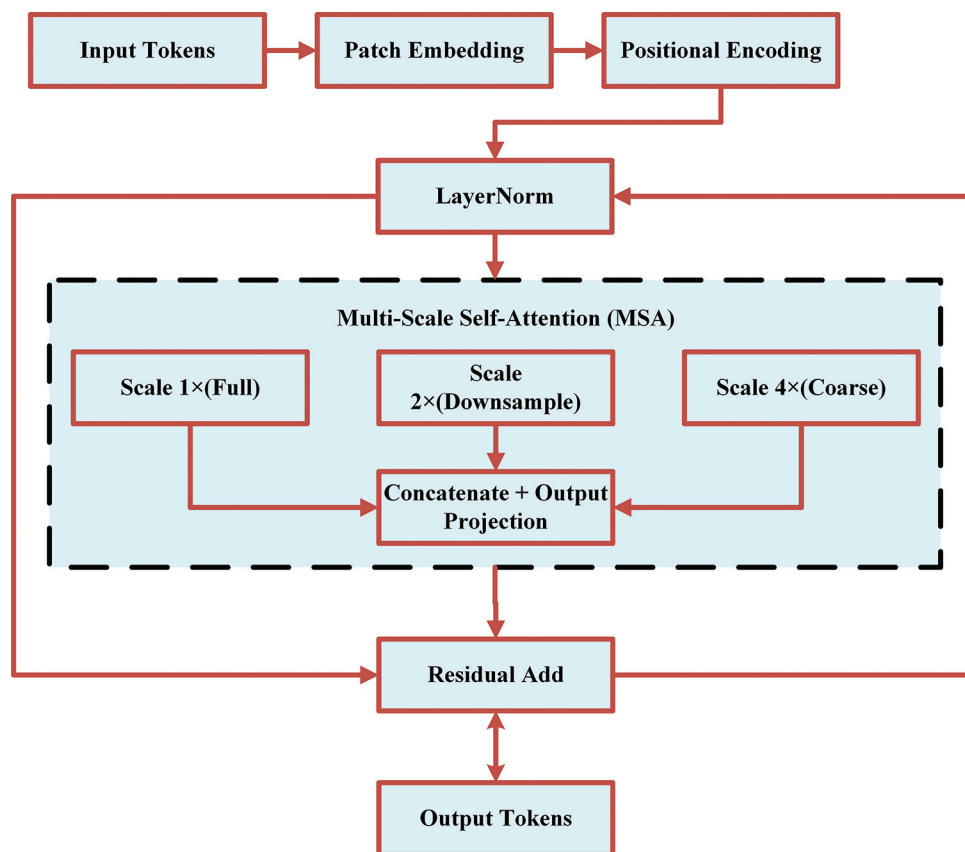 Input Tokens
Patch Embedding
Positional Encoding
LayerNorm
Multi-Scale Self-Attention (MSA)
Scale 1×(Full)
Scale
2×(Downsample)
Scale 4×(Coarse)
Concatenate + Output
Projection
Residual Add
Output Tokens